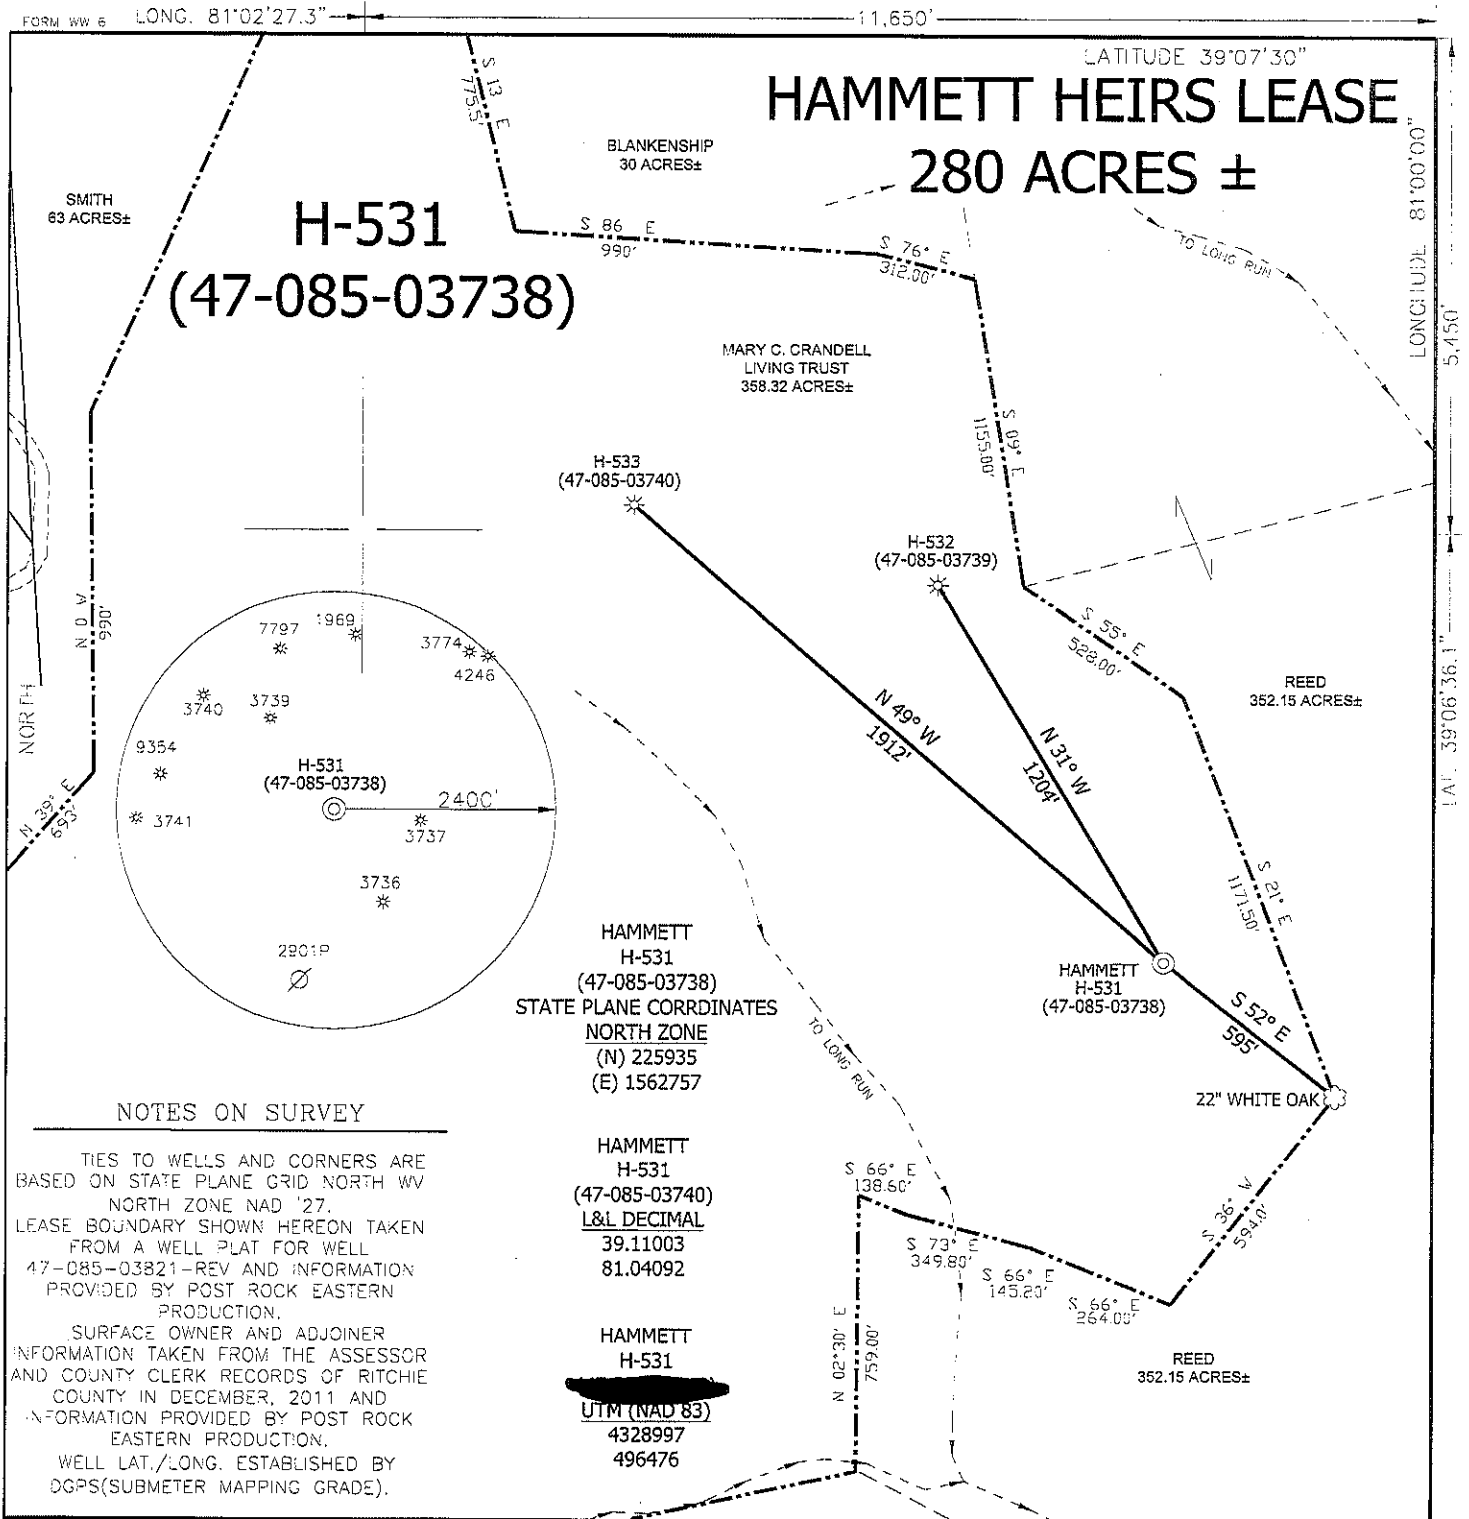 FORM WW 6
LONG. 81°02'27.3"
11,650'
LATITUDE 39°07'30"
HAMMETT HEIRS LEASE
280 ACRES ±
LONGITUDE 81°00'00"
5,450'
LAT. 39°06'36.1"
S 13 E
775.5'
BLANKENSHIP
30 ACRES±
SMITH
63 ACRES±
H-531
(47-085-03738)
S 86 E
990'
S 76° E
312.00'
TO LONG RUN
MARY C. CRANDELL
LIVING TRUST
358.32 ACRES±
S 09° E
1155.00'
H-533
(47-085-03740)
H-532
(47-085-03739)
N 0 W
990'
NORTH
N 39° E
693'
S 55° E
528.00'
REED
352.15 ACRES±
7797
1969
3774
4246
3740
3739
9354
H-531
(47-085-03738)
2400'
3741
3737
3736
2901P
N 49° W
1912'
N 31° W
1204'
S 21° E
1171.50'
HAMMETT
H-531
(47-085-03738)
S 52° E
595'
22" WHITE OAK
TO LONG RUN
HAMMETT
H-531
(47-085-03738)
STATE PLANE CORRDINATES
NORTH ZONE
(N) 225935
(E) 1562757
HAMMETT
H-531
(47-085-03740)
L&L DECIMAL
39.11003
81.04092
HAMMETT
H-531
UTM (NAD 83)
4328997
496476
S 66° E
138.60'
S 73° E
349.80'
S 66° E
145.20'
S 66° E
264.00'
S 36° W
594.0'
N 02°30' E
759.00'
REED
352.15 ACRES±
NOTES ON SURVEY
TIES TO WELLS AND CORNERS ARE
BASED ON STATE PLANE GRID NORTH WV
NORTH ZONE NAD '27.
LEASE BOUNDARY SHOWN HEREON TAKEN
FROM A WELL PLAT FOR WELL
47-085-03821-REV AND INFORMATION
PROVIDED BY POST ROCK EASTERN
PRODUCTION.
SURFACE OWNER AND ADJOINER
INFORMATION TAKEN FROM THE ASSESSOR
AND COUNTY CLERK RECORDS OF RITCHIE
COUNTY IN DECEMBER, 2011 AND
INFORMATION PROVIDED BY POST ROCK
EASTERN PRODUCTION.
WELL LAT./LONG. ESTABLISHED BY
DGPS(SUBMETER MAPPING GRADE).